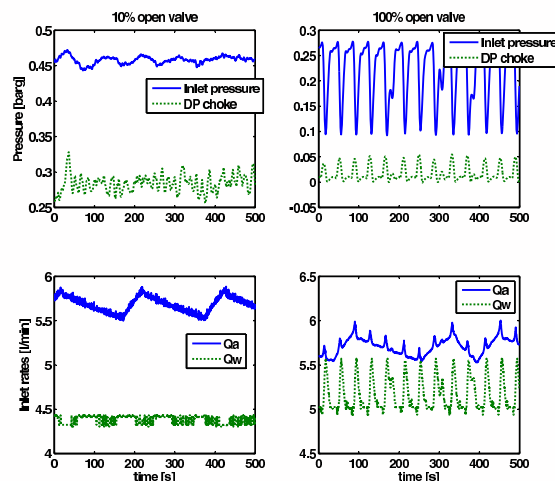 10% open valve
100% open valve
0.5
0.45
0.4
0.35
0.3
0.25
Pressure [barg]
Inlet pressure
DP choke
0 100 200 300 400 500
0.3
0.25
0.2
0.15
0.1
0.05
0
-0.05
Inlet pressure
DP choke
0 100 200 300 400 500
6
5.5
5
4.5
4
Inlet rates [l/min]
Qa
Qw
0 100 200 300 400 500
time [s]
6.5
6
5.5
5
4.5
Qa
Qw
0 100 200 300 400 500
time [s]